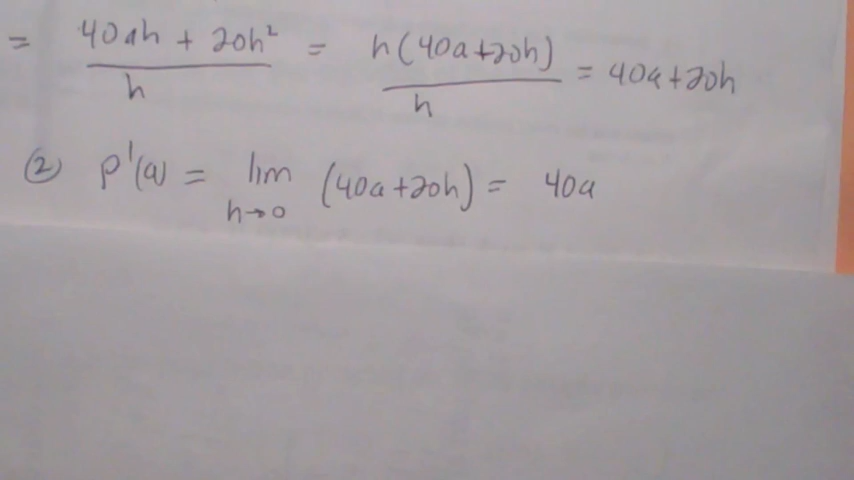 = 40ah + 20h² / h = h(40a+20h) / h = 40a+20h
② p'(a) = lim h→0 (40a+20h) = 40a